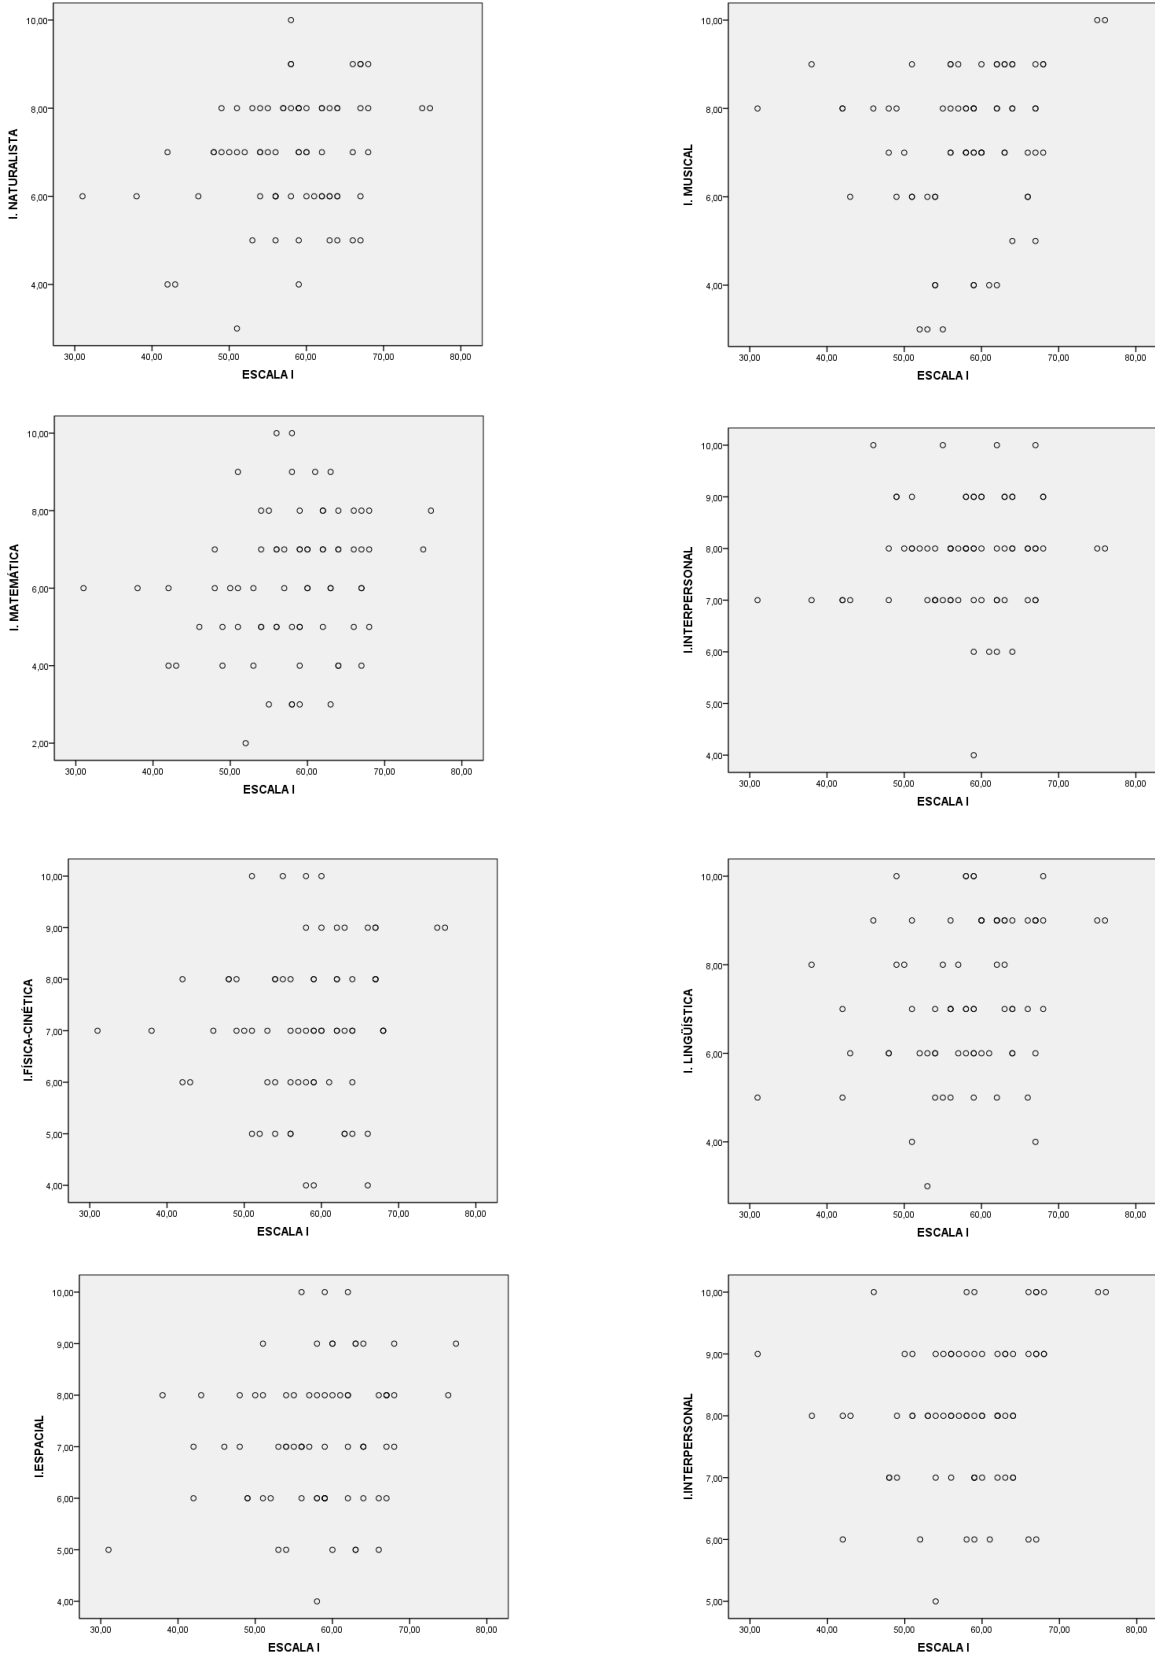 10,00
8,00
6,00
4,00
I. NATURALISTA
30,00 40,00 50,00 60,00 70,00 80,00
ESCALA I
10,00
8,00
6,00
4,00
I. MUSICAL
30,00 40,00 50,00 60,00 70,00 80,00
ESCALA I
10,00
8,00
6,00
4,00
2,00
I. MATEMÁTICA
30,00 40,00 50,00 60,00 70,00 80,00
ESCALA I
10,00
9,00
8,00
7,00
6,00
5,00
4,00
I.INTERPERSONAL
30,00 40,00 50,00 60,00 70,00 80,00
ESCALA I
10,00
9,00
8,00
7,00
6,00
5,00
4,00
I.FÍSICA-CINÉTICA
30,00 40,00 50,00 60,00 70,00 80,00
ESCALA I
10,00
8,00
6,00
4,00
I. LINGÜÍSTICA
30,00 40,00 50,00 60,00 70,00 80,00
ESCALA I
10,00
9,00
8,00
7,00
6,00
5,00
4,00
I.ESPACIAL
30,00 40,00 50,00 60,00 70,00 80,00
ESCALA I
10,00
9,00
8,00
7,00
6,00
5,00
I.INTERPERSONAL
30,00 40,00 50,00 60,00 70,00 80,00
ESCALA I